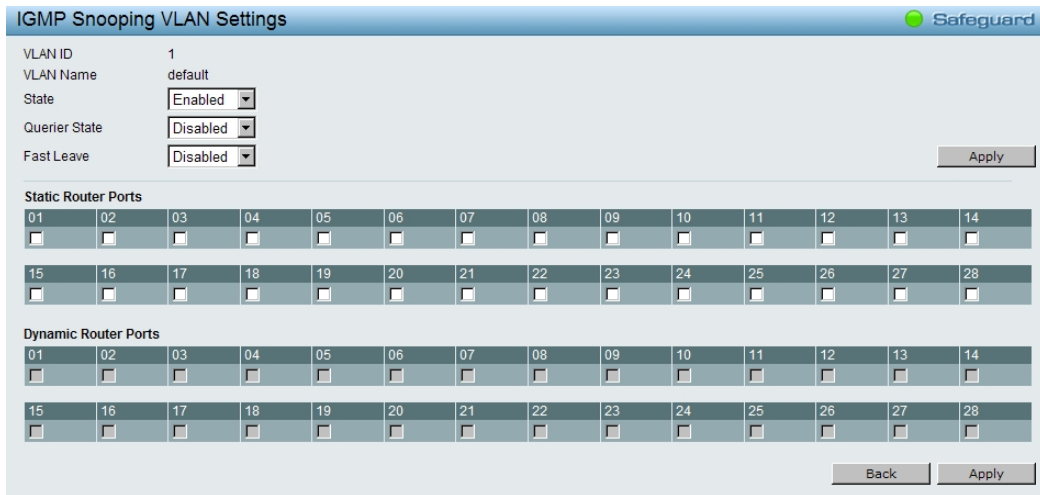 IGMP Snooping VLAN Settings Safeguard
VLAN ID 1
VLAN Name default
State Enabled
Querier State Disabled
Fast Leave Disabled Apply
Static Router Ports
01 02 03 04 05 06 07 08 09 10 11 12 13 14
15 16 17 18 19 20 21 22 23 24 25 26 27 28
Dynamic Router Ports
01 02 03 04 05 06 07 08 09 10 11 12 13 14
15 16 17 18 19 20 21 22 23 24 25 26 27 28
Back Apply